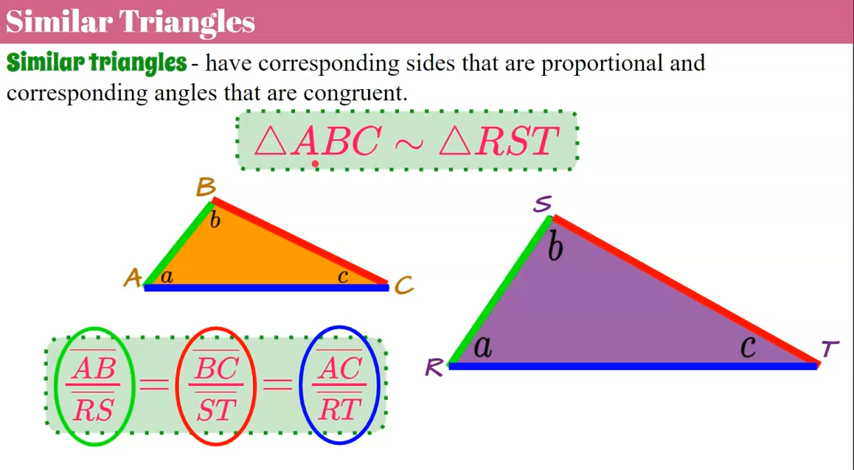 Similar Triangles
Similar triangles - have corresponding sides that are proportional and
corresponding angles that are congruent.
△ABC ~ △RST
B
b
A
a
c
C
S
b
R
a
c
T
AB/RS = BC/ST = AC/RT